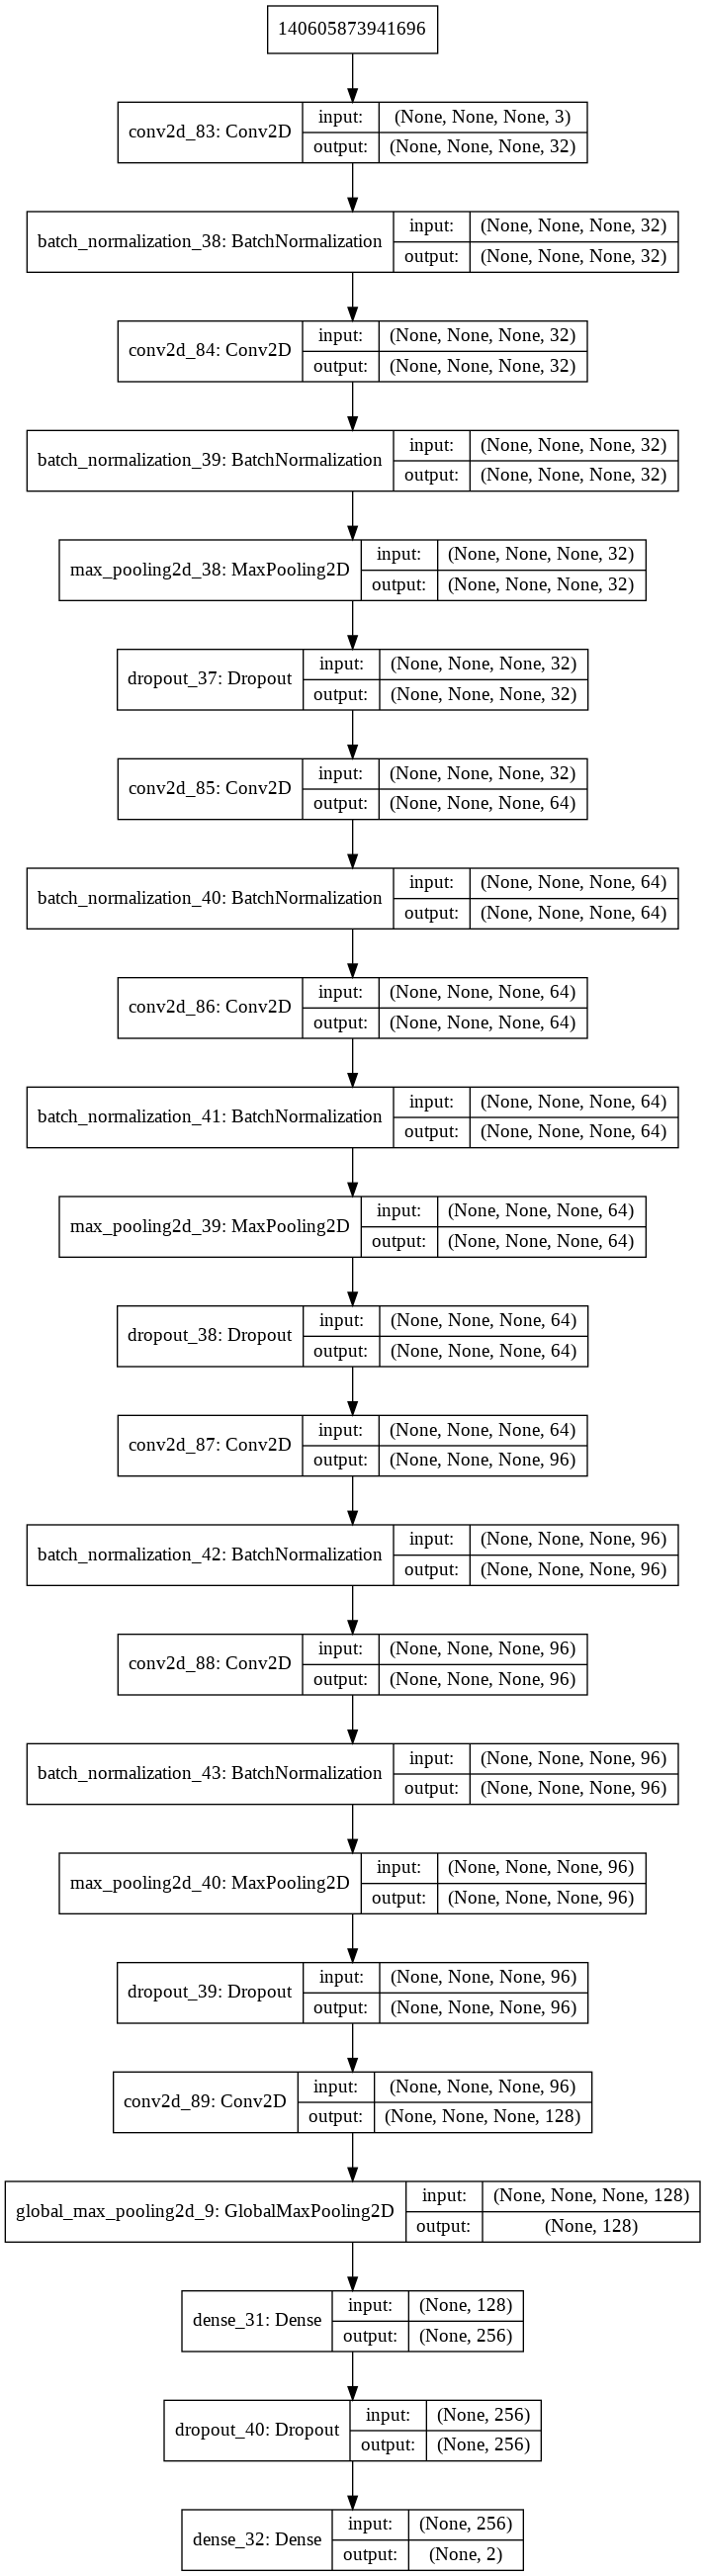 140605873941696
conv2d_83: Conv2D input: (None, None, None, 3)
output: (None, None, None, 32)
batch_normalization_38: BatchNormalization input: (None, None, None, 32)
output: (None, None, None, 32)
conv2d_84: Conv2D input: (None, None, None, 32)
output: (None, None, None, 32)
batch_normalization_39: BatchNormalization input: (None, None, None, 32)
output: (None, None, None, 32)
max_pooling2d_38: MaxPooling2D input: (None, None, None, 32)
output: (None, None, None, 32)
dropout_37: Dropout input: (None, None, None, 32)
output: (None, None, None, 32)
conv2d_85: Conv2D input: (None, None, None, 32)
output: (None, None, None, 64)
batch_normalization_40: BatchNormalization input: (None, None, None, 64)
output: (None, None, None, 64)
conv2d_86: Conv2D input: (None, None, None, 64)
output: (None, None, None, 64)
batch_normalization_41: BatchNormalization input: (None, None, None, 64)
output: (None, None, None, 64)
max_pooling2d_39: MaxPooling2D input: (None, None, None, 64)
output: (None, None, None, 64)
dropout_38: Dropout input: (None, None, None, 64)
output: (None, None, None, 64)
conv2d_87: Conv2D input: (None, None, None, 64)
output: (None, None, None, 96)
batch_normalization_42: BatchNormalization input: (None, None, None, 96)
output: (None, None, None, 96)
conv2d_88: Conv2D input: (None, None, None, 96)
output: (None, None, None, 96)
batch_normalization_43: BatchNormalization input: (None, None, None, 96)
output: (None, None, None, 96)
max_pooling2d_40: MaxPooling2D input: (None, None, None, 96)
output: (None, None, None, 96)
dropout_39: Dropout input: (None, None, None, 96)
output: (None, None, None, 96)
conv2d_89: Conv2D input: (None, None, None, 96)
output: (None, None, None, 128)
global_max_pooling2d_9: GlobalMaxPooling2D input: (None, None, None, 128)
output: (None, 128)
dense_31: Dense input: (None, 128)
output: (None, 256)
dropout_40: Dropout input: (None, 256)
output: (None, 256)
dense_32: Dense input: (None, 256)
output: (None, 2)